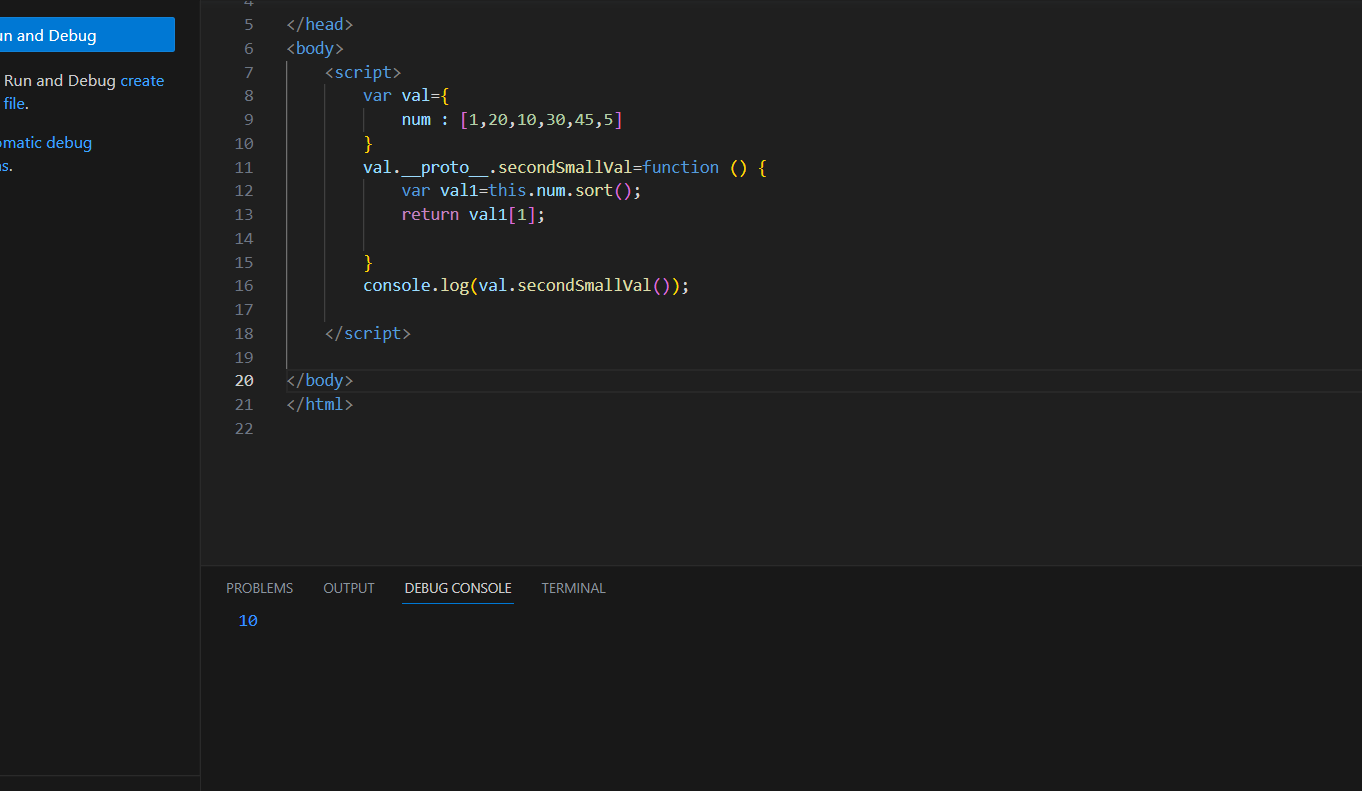 un and Debug
Run and Debug create
file.
omatic debug
s.
4
5 </head>
6 <body>
7 <script>
8 var val={
9 num : [1,20,10,30,45,5]
10 }
11 val.__proto__.secondSmallVal=function () {
12 var val1=this.num.sort();
13 return val1[1];
14
15 }
16 console.log(val.secondSmallVal());
17
18 </script>
19
20 </body>
21 </html>
22
PROBLEMS OUTPUT DEBUG CONSOLE TERMINAL
10